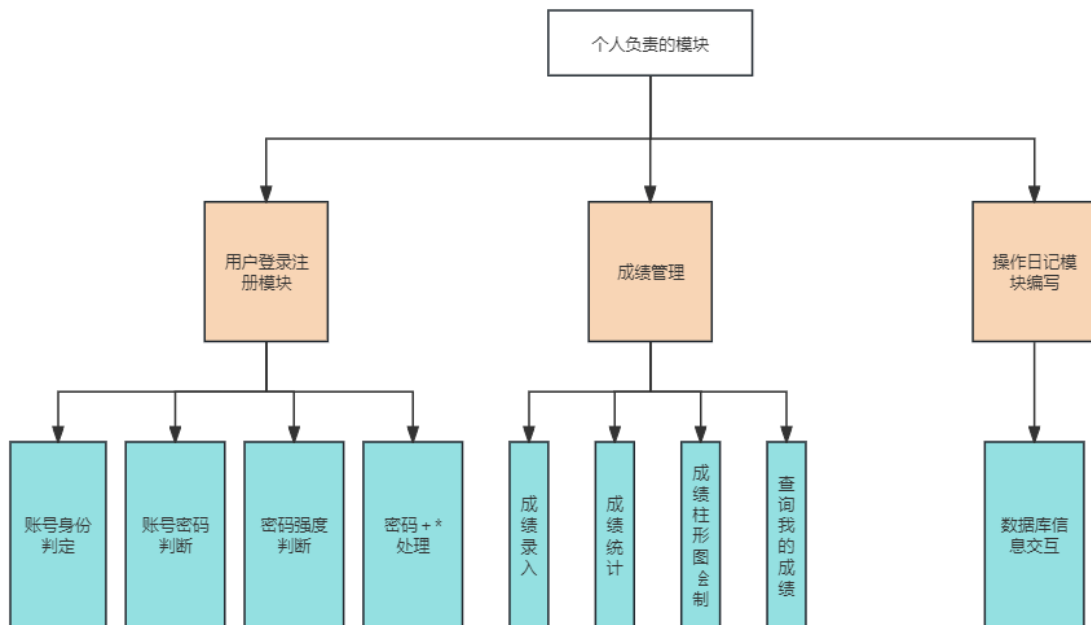 个人负责的模块
用户登录注
册模块
成绩管理
操作日记模
块编写
账号身份
判定
账号密码
判断
密码强度
判断
密码+*
处理
成绩录入
成绩统计
成绩柱形图绘制
查询我的成绩
数据库信
息交互